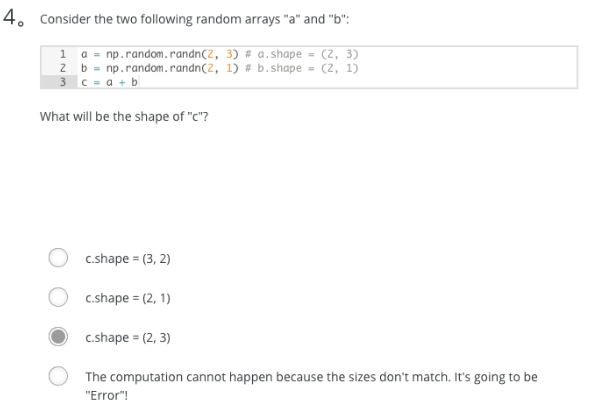 4. Consider the two following random arrays "a" and "b":
1 a = np.random.randn(2, 3) # a.shape = (2, 3)
2 b = np.random.randn(2, 1) # b.shape = (2, 1)
3 c = a + b
What will be the shape of "c"?
c.shape = (3, 2)
c.shape = (2, 1)
c.shape = (2, 3)
The computation cannot happen because the sizes don't match. It's going to be
"Error"!